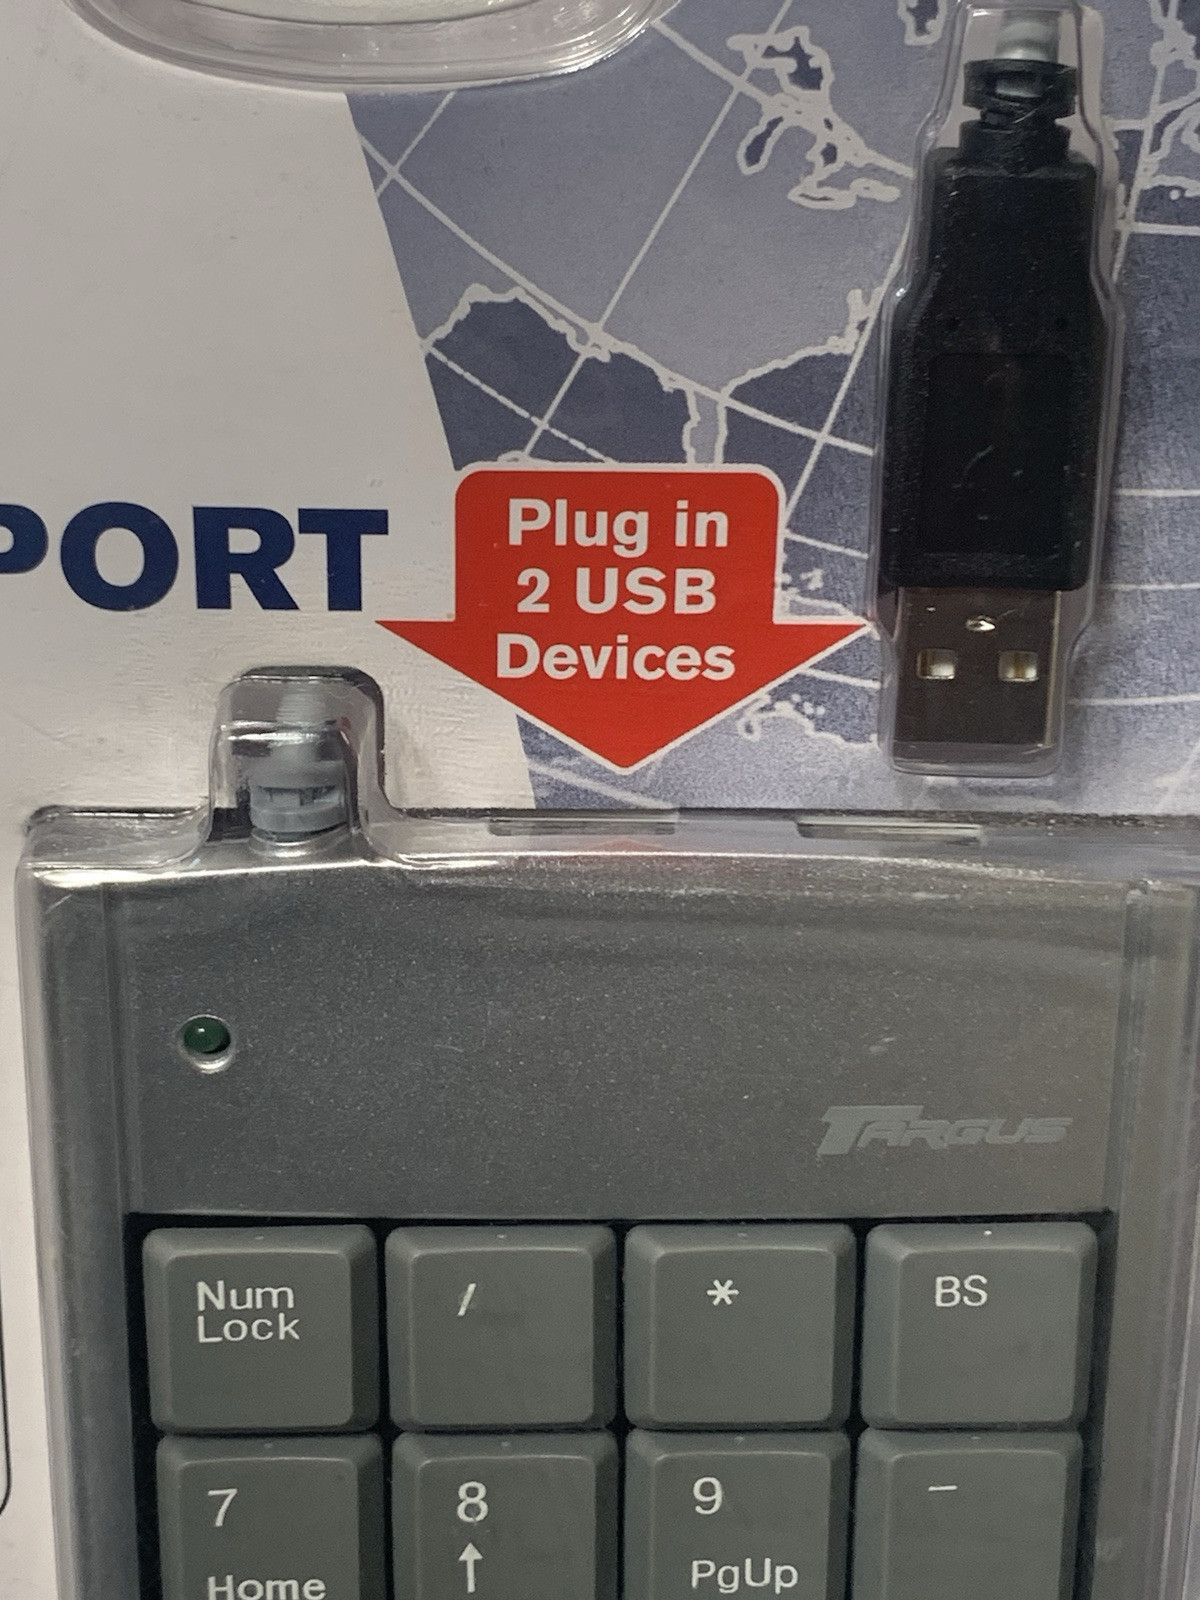 PORT
Plug in
2 USB
Devices
TARGUS
Num
Lock
/
*
BS
7
Home
8
↑
9
PgUp
−